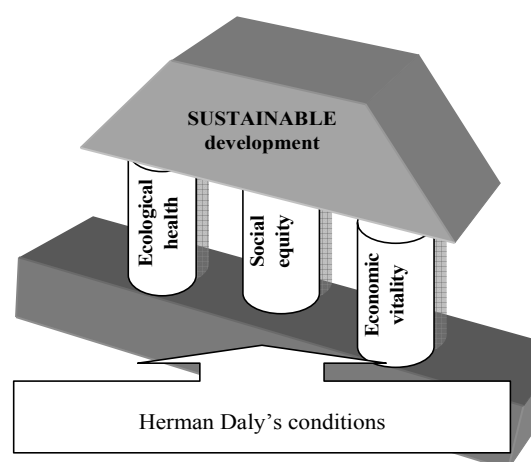 SUSTAINABLE
development
Ecological
health
Social
equity
Economic
vitality
Herman Daly's conditions